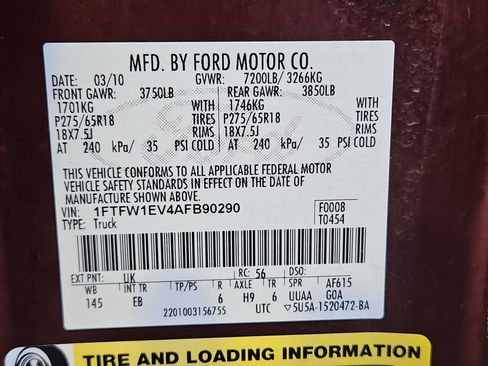 MFD. BY FORD MOTOR CO.
DATE: 03/10 GVWR: 7200LB/ 3266KG
FRONT GAWR: 3750LB REAR GAWR: 3850LB
1701KG WITH 1746KG WITH
P275/65R18 TIRES P275/65R18 TIRES
18X7.5J RIMS 18X7.5J RIMS
AT 240 kPa/ 35 PSI COLD AT 240 kPa/ 35 PSI COLD
THIS VEHICLE CONFORMS TO ALL APPLICABLE FEDERAL MOTOR
VEHICLE SAFETY STANDARDS IN EFFECT ON THE DATE OF
MANUFACTURE SHOWN ABOVE.
VIN: 1FTFW1EV4AFB90290 F0008
TYPE: Truck T0454
EXT PNT: UK RC: 56 DSO:
WB INT TR TP/PS R AXLE TR SPR AF615
145 EB 6 H9 6 UUAA GOA
2201003156755 UTC ▽5U5A-1520472-BA
TIRE AND LOADING INFORMATION